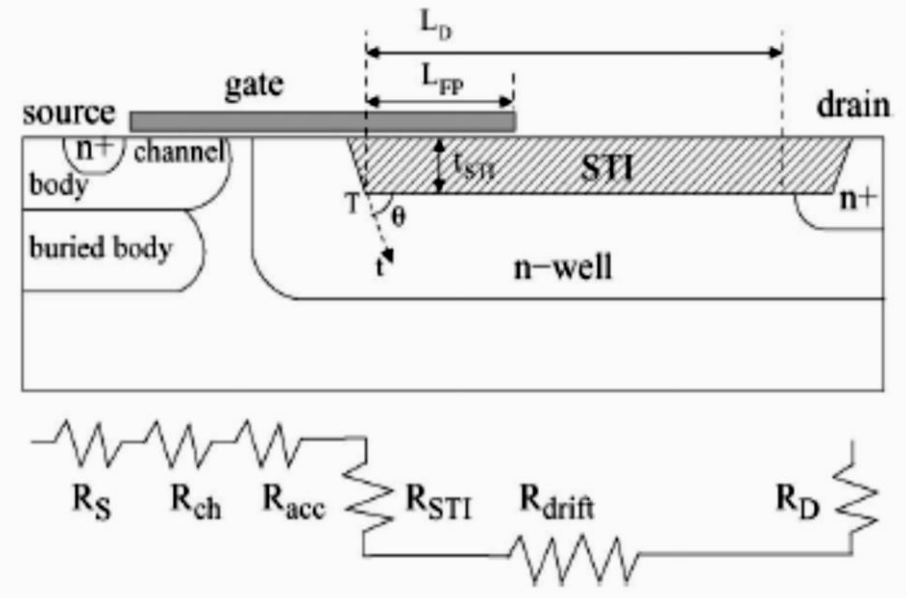 L_D
gate
L_FP
source
drain
n+
channel
t_STI
STI
body
T
θ
n+
buried body
t
n-well
R_S
R_ch
R_acc
R_STI
R_drift
R_D